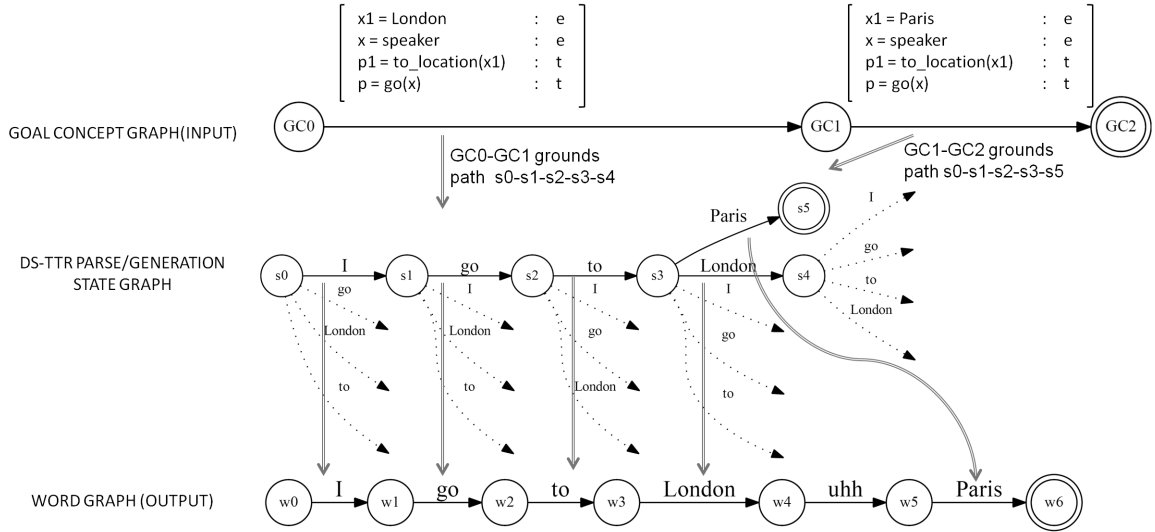 x1 = London : e
x = speaker : e
p1 = to_location(x1) : t
p = go(x) : t
x1 = Paris : e
x = speaker : e
p1 = to_location(x1) : t
p = go(x) : t
GOAL CONCEPT GRAPH(INPUT)
GC0
GC1
GC2
GC0-GC1 grounds
path s0-s1-s2-s3-s4
GC1-GC2 grounds
path s0-s1-s2-s3-s5
DS-TTR PARSE/GENERATION
STATE GRAPH
s0
I
s1
go
s2
to
s3
London
s4
Paris
s5
go
London
to
I
London
to
I
go
London
I
go
to
I
go
to
London
WORD GRAPH (OUTPUT)
w0
I
w1
go
w2
to
w3
London
w4
uhh
w5
Paris
w6